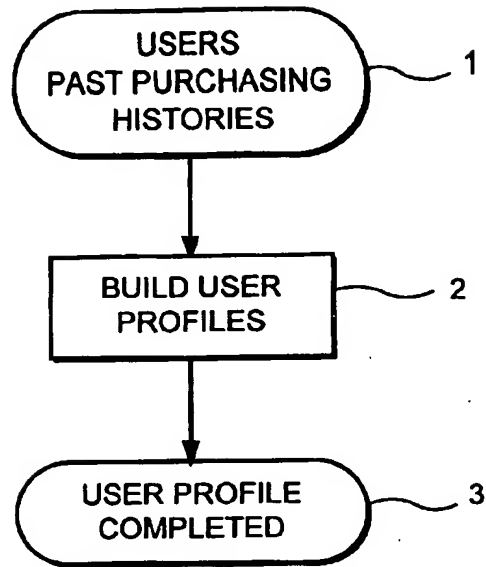 USERS
PAST PURCHASING
HISTORIES
1
BUILD USER
PROFILES
2
USER PROFILE
COMPLETED
3